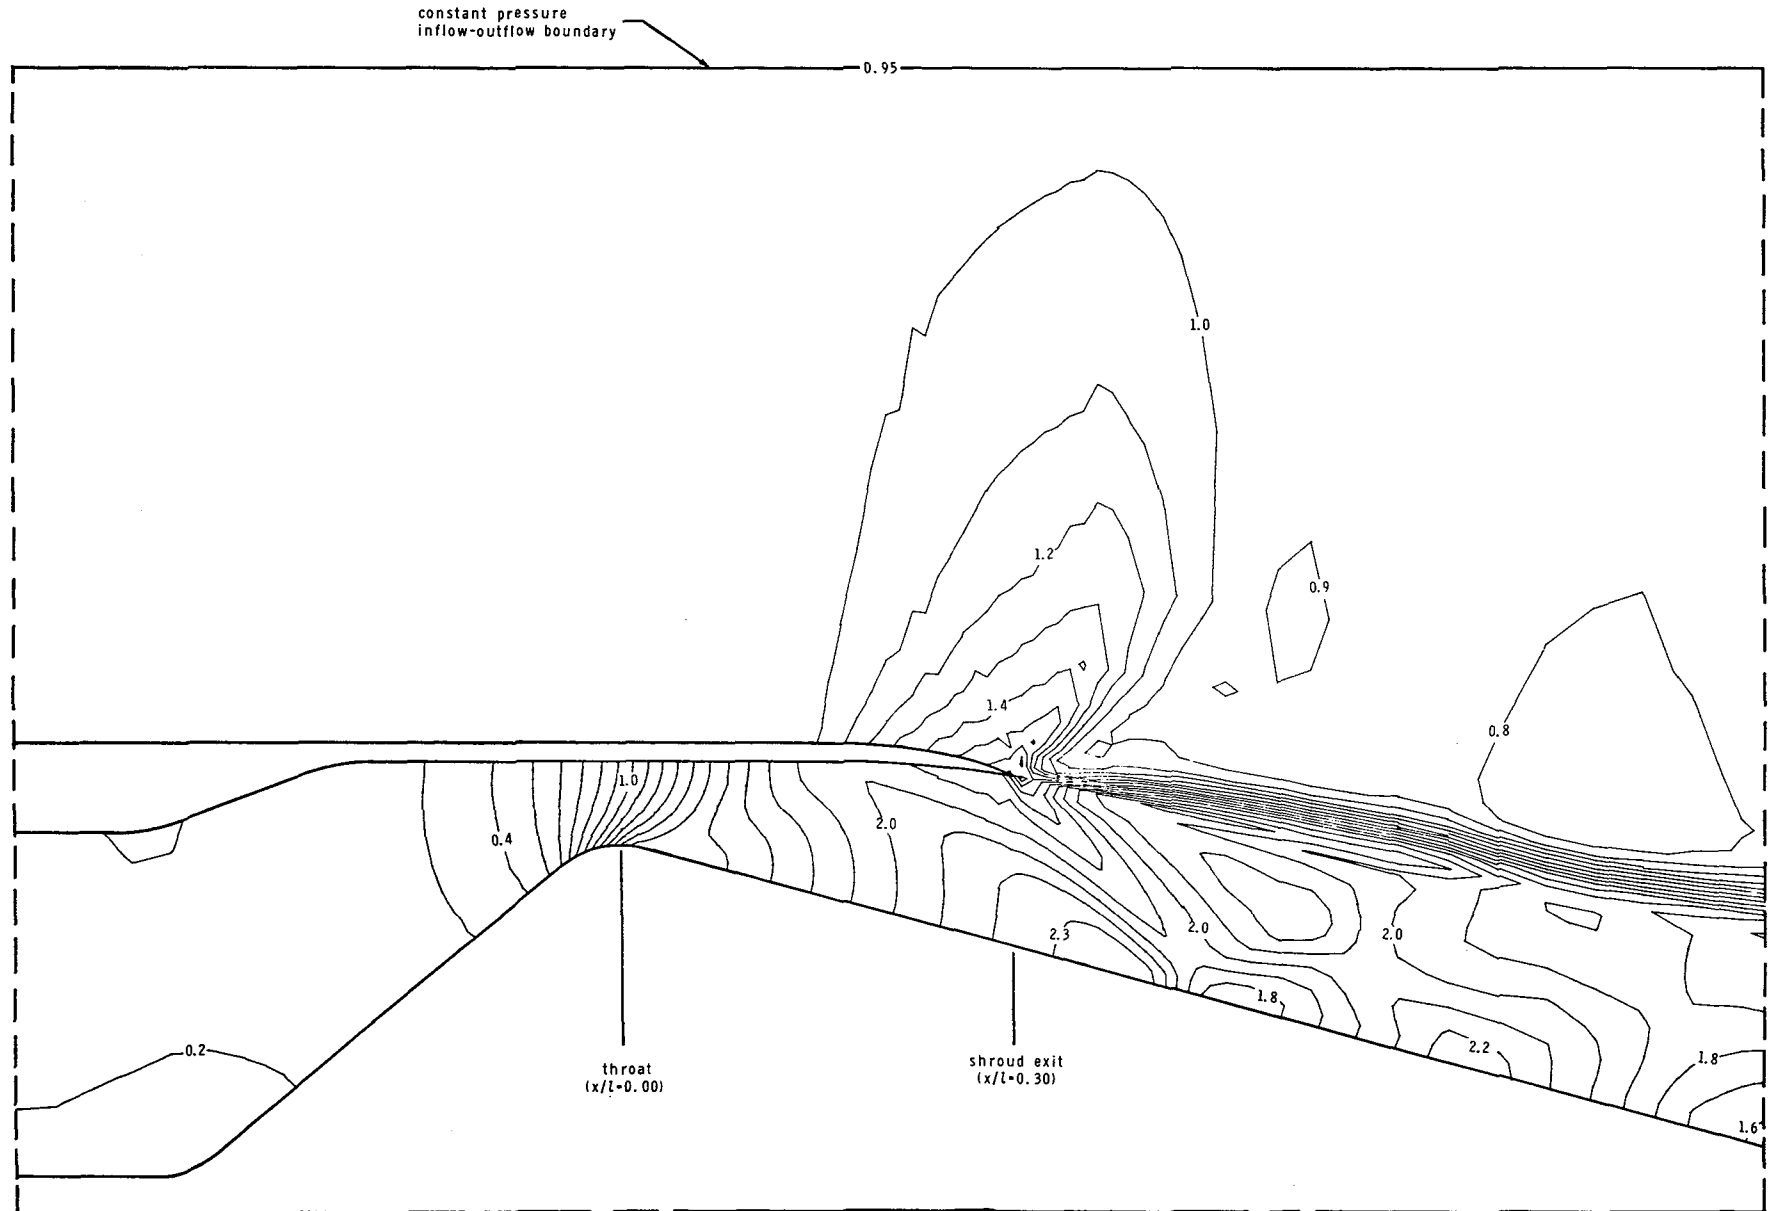 constant pressure
inflow-outflow boundary
0.95
1.0
1.2
0.9
1.4
0.8
1.0
0.4
2.0
2.3
2.0
2.0
1.8
0.2
2.2
1.8
1.6
throat
(x/l=0.00)
shroud exit
(x/l=0.30)